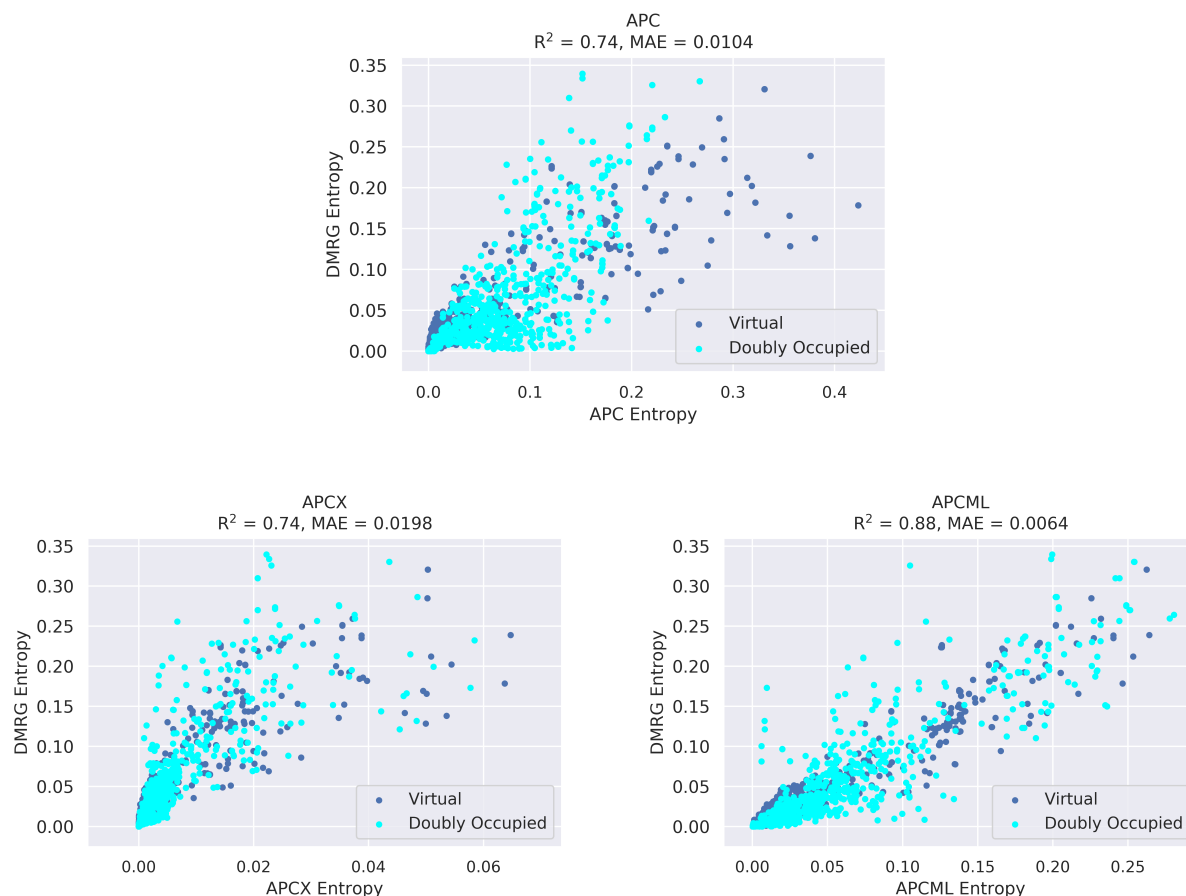 APC
R² = 0.74, MAE = 0.0104
0.35
0.30
0.25
0.20
0.15
0.10
0.05
0.00
DMRG Entropy
Virtual
Doubly Occupied
0.0 0.1 0.2 0.3 0.4
APC Entropy
APCX
R² = 0.74, MAE = 0.0198
0.35
0.30
0.25
0.20
0.15
0.10
0.05
0.00
DMRG Entropy
Virtual
Doubly Occupied
0.00 0.02 0.04 0.06
APCX Entropy
APCML
R² = 0.88, MAE = 0.0064
0.35
0.30
0.25
0.20
0.15
0.10
0.05
0.00
DMRG Entropy
Virtual
Doubly Occupied
0.00 0.05 0.10 0.15 0.20 0.25
APCML Entropy